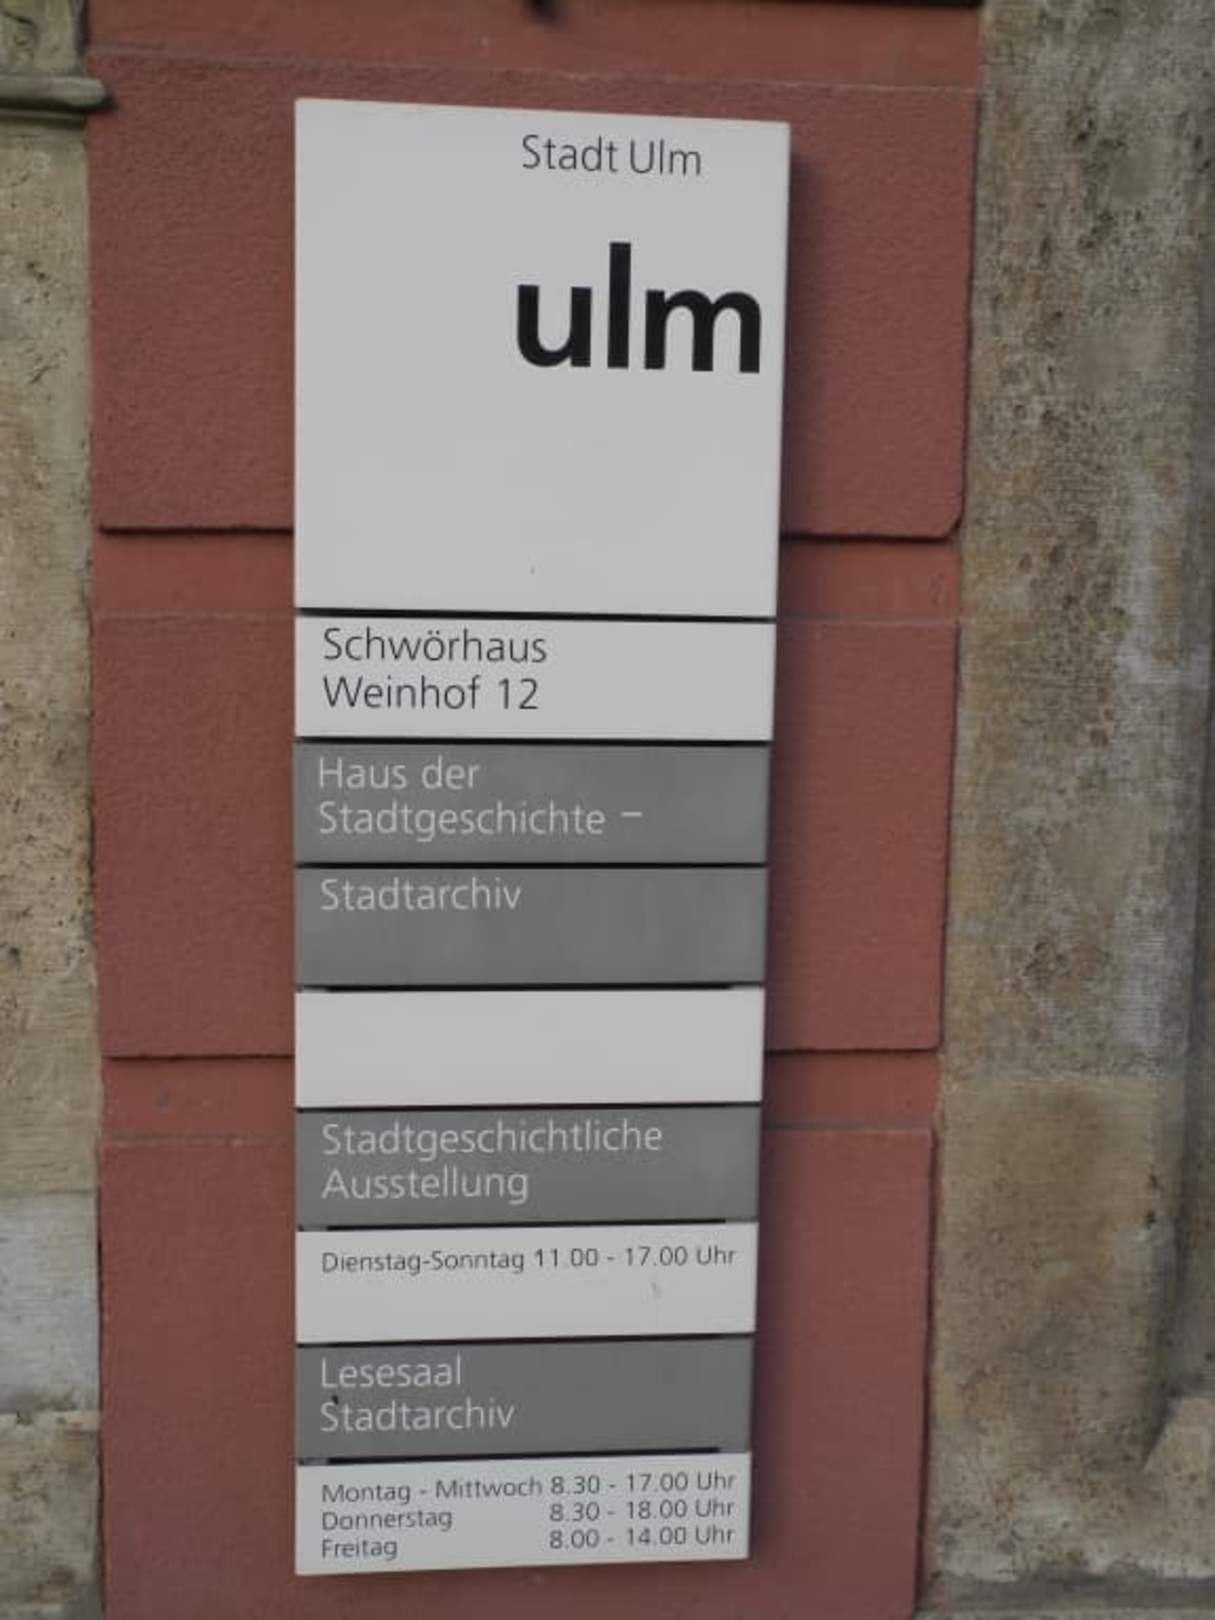 Stadt Ulm
ulm
Schwörhaus
Weinhof 12
Haus der
Stadtgeschichte –
Stadtarchiv
Stadtgeschichtliche
Ausstellung
Dienstag-Sonntag 11.00 - 17.00 Uhr
Lesesaal
Stadtarchiv
Montag - Mittwoch 8.30 - 17.00 Uhr
Donnerstag 8.30 - 18.00 Uhr
Freitag 8.00 - 14.00 Uhr